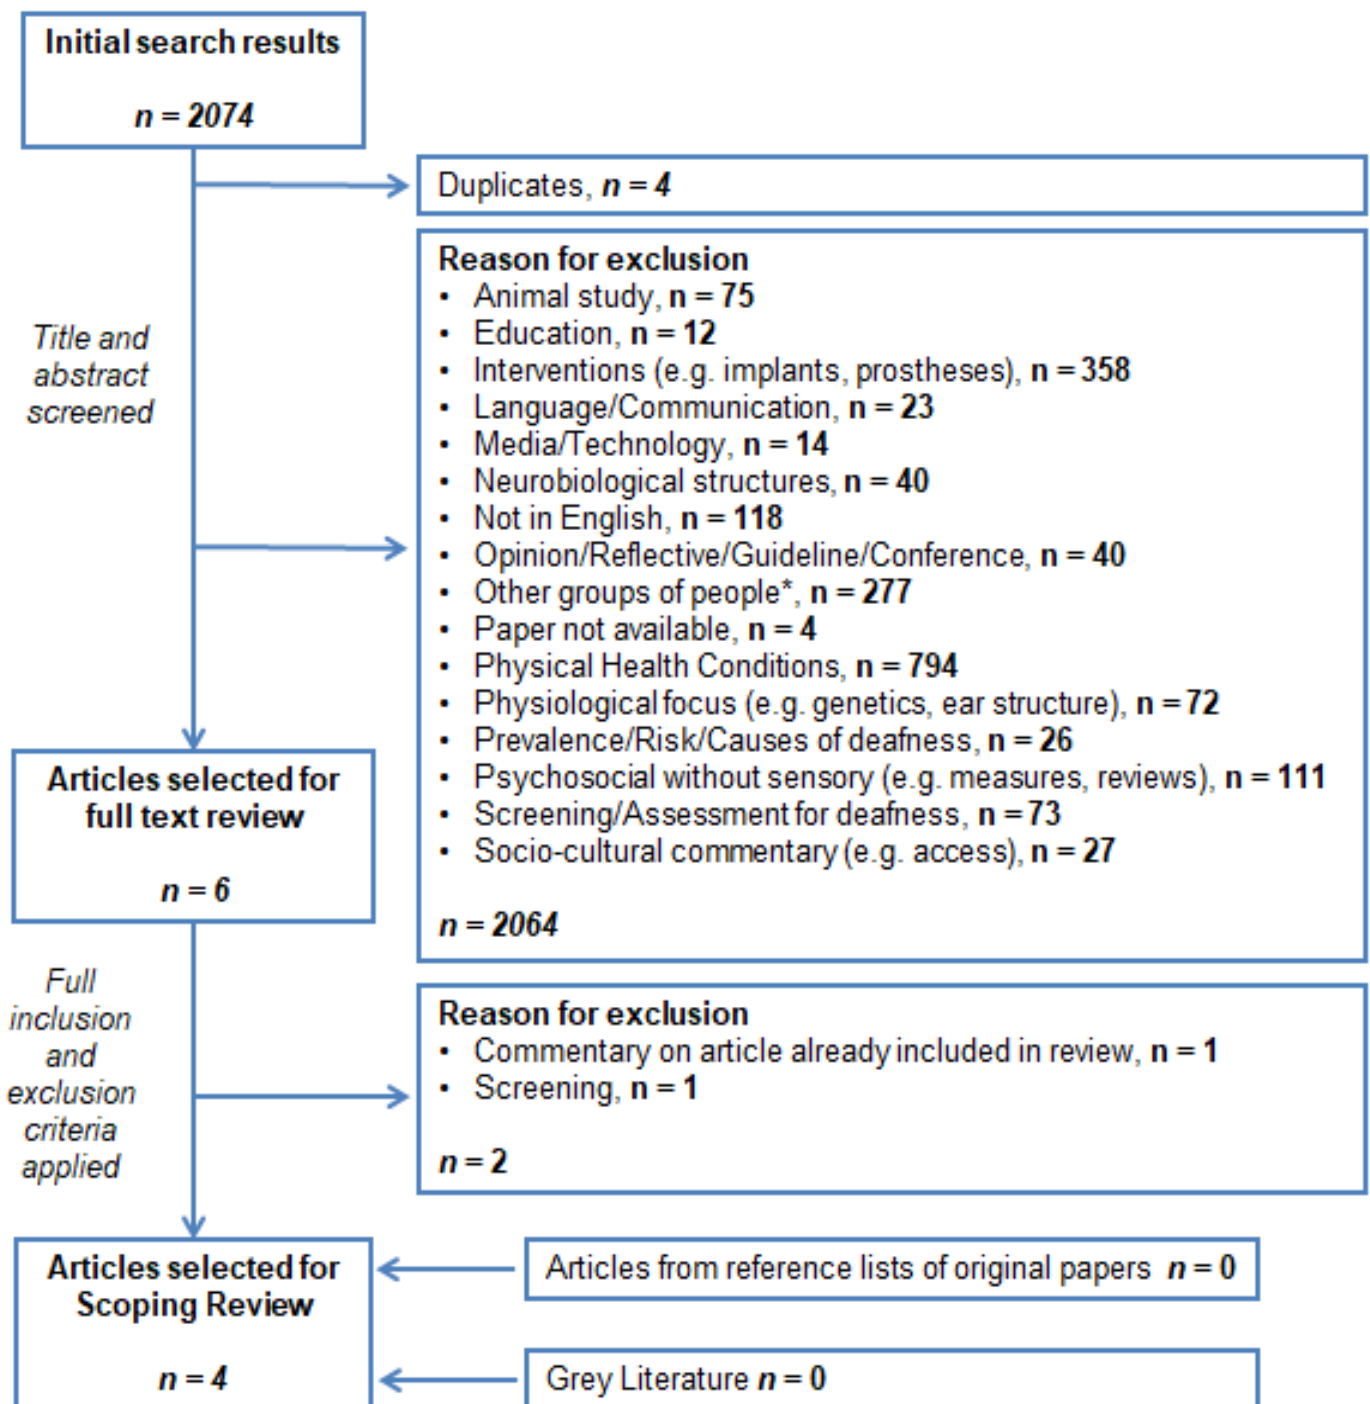 Initial search results
n = 2074
Duplicates, n = 4
Title and
abstract
screened
Reason for exclusion
• Animal study, n = 75
• Education, n = 12
• Interventions (e.g. implants, prostheses), n = 358
• Language/Communication, n = 23
• Media/Technology, n = 14
• Neurobiological structures, n = 40
• Not in English, n = 118
• Opinion/Reflective/Guideline/Conference, n = 40
• Other groups of people*, n = 277
• Paper not available, n = 4
• Physical Health Conditions, n = 794
• Physiological focus (e.g. genetics, ear structure), n = 72
• Prevalence/Risk/Causes of deafness, n = 26
• Psychosocial without sensory (e.g. measures, reviews), n = 111
• Screening/Assessment for deafness, n = 73
• Socio-cultural commentary (e.g. access), n = 27
n = 2064
Articles selected for
full text review
n = 6
Full
inclusion
and
exclusion
criteria
applied
Reason for exclusion
• Commentary on article already included in review, n = 1
• Screening, n = 1
n = 2
Articles selected for
Scoping Review
n = 4
Articles from reference lists of original papers n = 0
Grey Literature n = 0